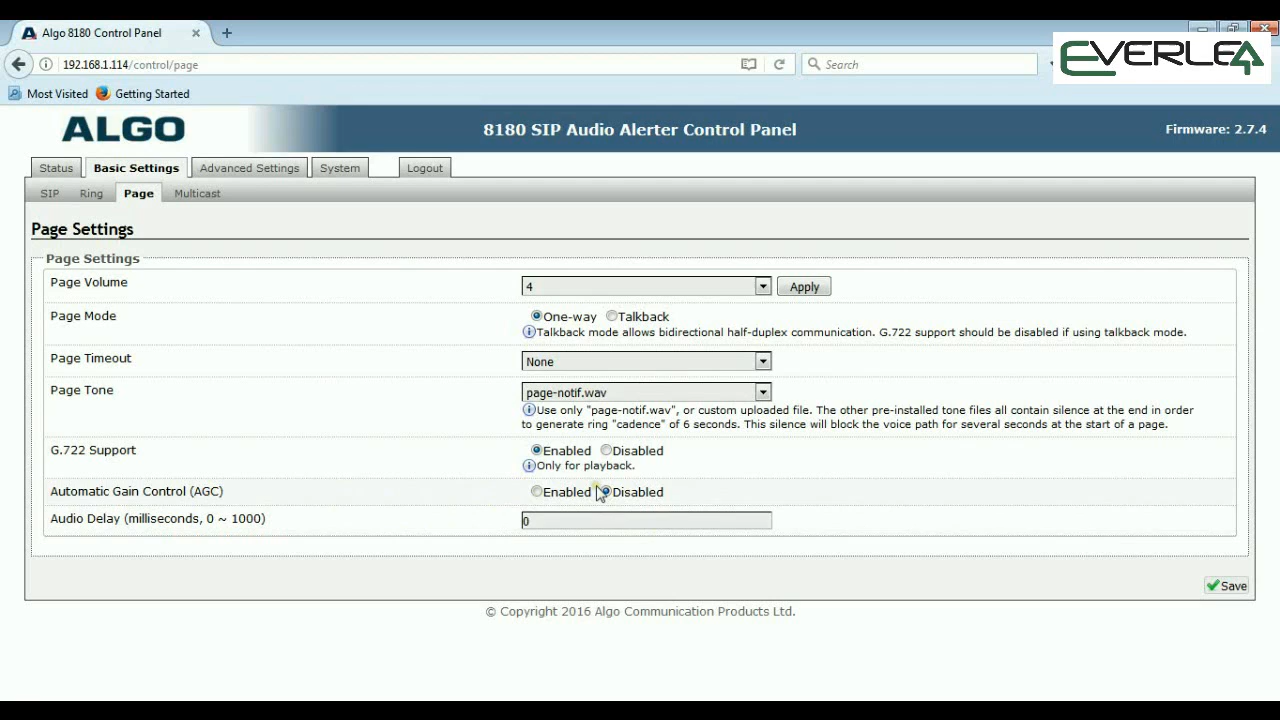 Algo 8180 Control Panel
192.168.1.114/control/page
Search
EVERLEA
Most Visited Getting Started
ALGO
8180 SIP Audio Alerter Control Panel
Firmware: 2.7.4
Status Basic Settings Advanced Settings System Logout
SIP Ring Page Multicast
Page Settings
Page Settings
Page Volume 4 Apply
Page Mode One-way Talkback
Talkback mode allows bidirectional half-duplex communication. G.722 support should be disabled if using talkback mode.
Page Timeout None
Page Tone page-notif.wav
Use only "page-notif.wav", or custom uploaded file. The other pre-installed tone files all contain silence at the end in order
to generate ring "cadence" of 6 seconds. This silence will block the voice path for several seconds at the start of a page.
G.722 Support Enabled Disabled
Only for playback.
Automatic Gain Control (AGC) Enabled Disabled
Audio Delay (milliseconds, 0 ~ 1000) 0
Save
© Copyright 2016 Algo Communication Products Ltd.